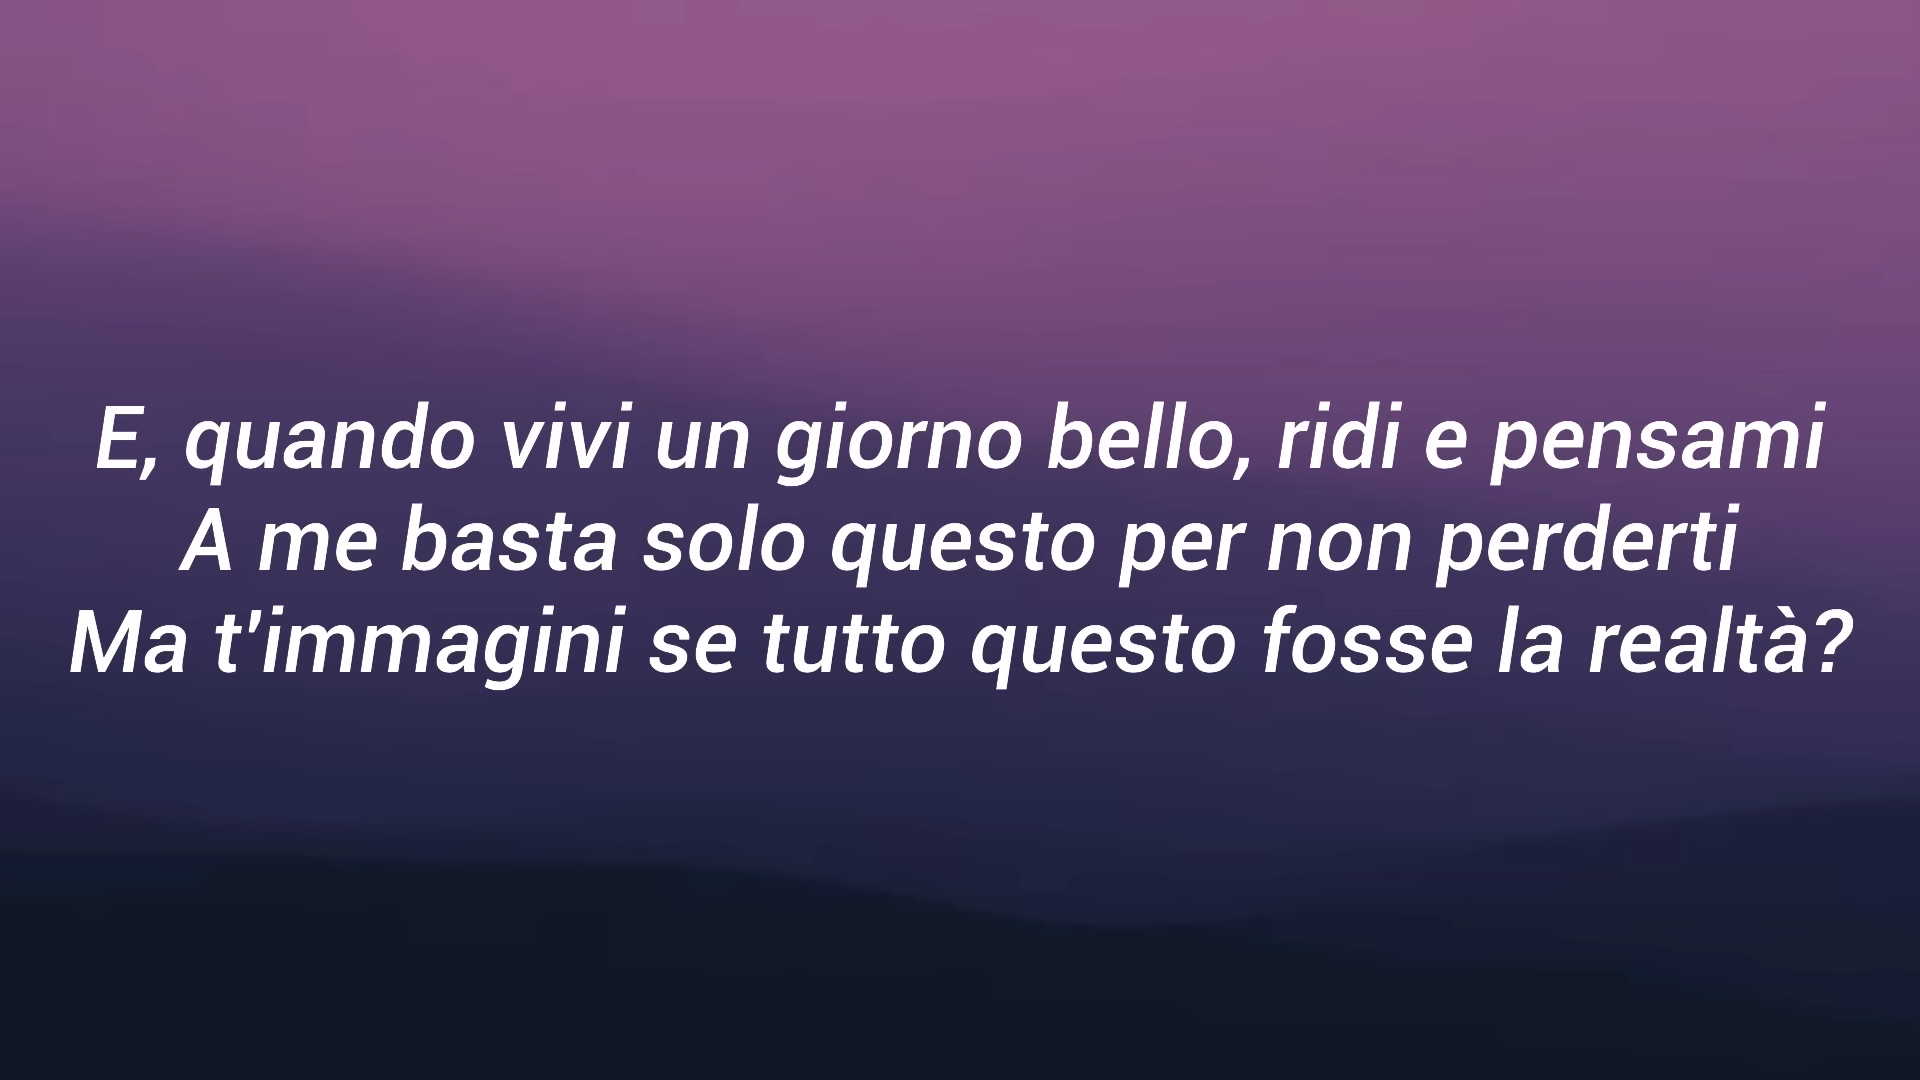 E, quando vivi un giorno bello, ridi e pensami
A me basta solo questo per non perderti
Ma t'immagini se tutto questo fosse la realtà?